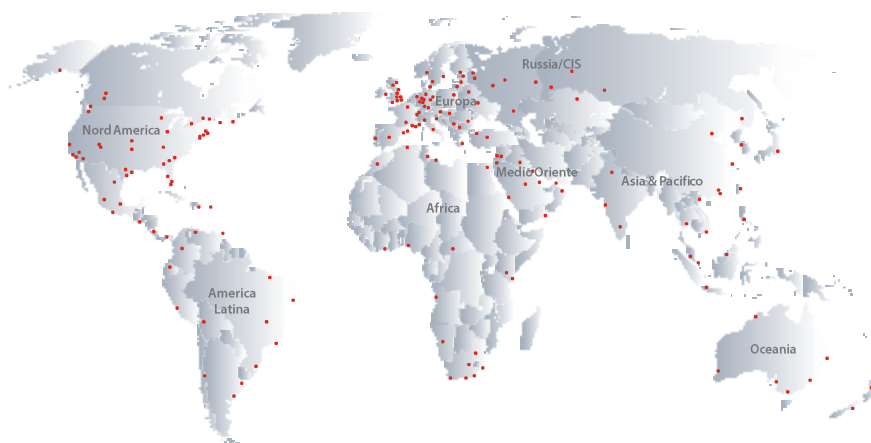 Russia/CIS
Europa
Nord America
Medio Oriente
Asia & Pacifico
Africa
America
Latina
Oceania